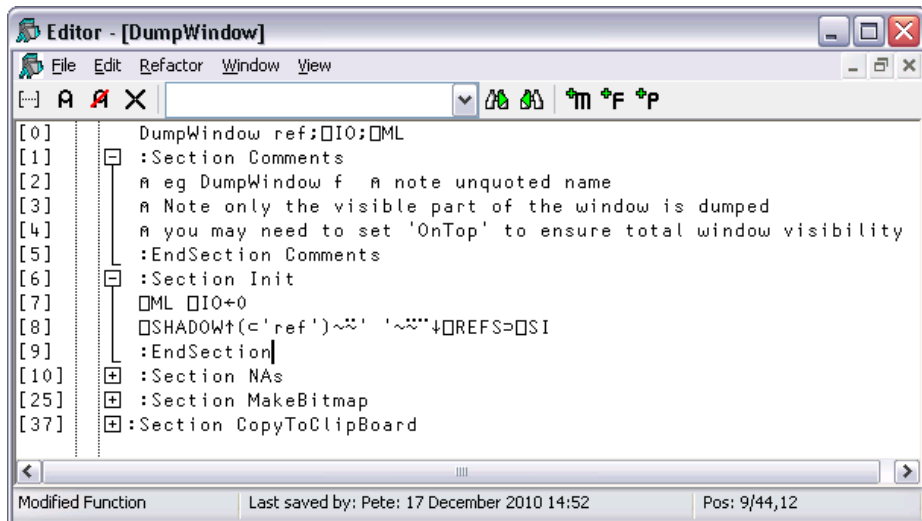 Editor - [DumpWindow]
File Edit Refactor Window View
[0] DumpWindow ref;⎕IO;⎕ML
[1] :Section Comments
[2] ⍝ eg DumpWindow f ⍝ note unquoted name
[3] ⍝ Note only the visible part of the window is dumped
[4] ⍝ you may need to set 'OnTop' to ensure total window visibility
[5] :EndSection Comments
[6] :Section Init
[7] ⎕ML ⎕IO←0
[8] ⎕SHADOW↑(⊂'ref')~⍨' '~⍨¨↓⎕REFS⊃⎕SI
[9] :EndSection
[10] :Section NAs
[25] :Section MakeBitmap
[37] :Section CopyToClipBoard
Modified Function Last saved by: Pete: 17 December 2010 14:52 Pos: 9/44,12